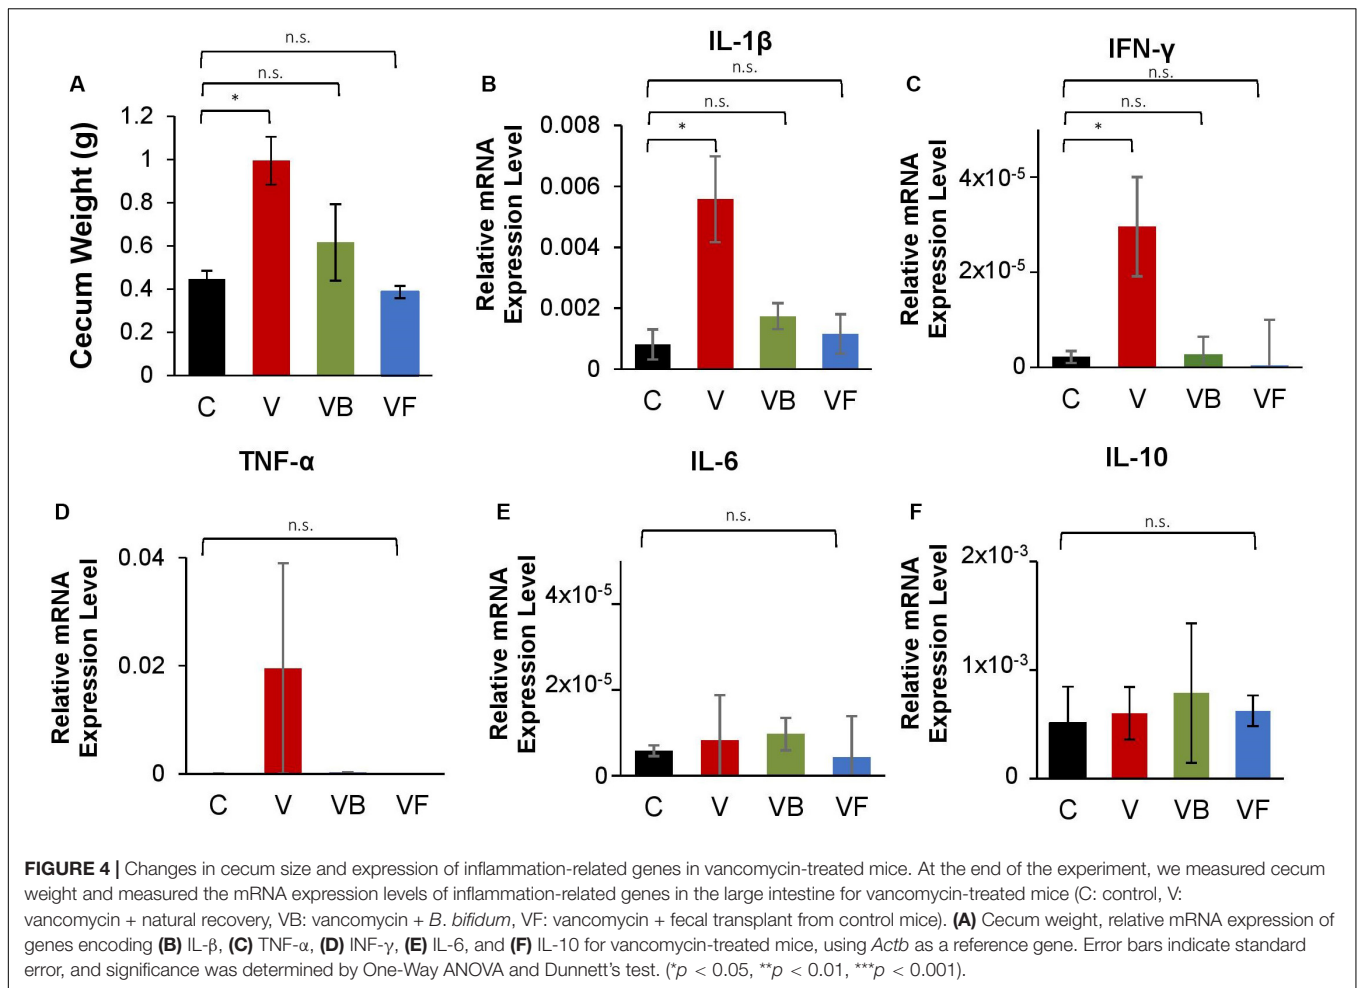 n.s.
n.s.
*
A
Cecum Weight (g)
1.2
1
0.8
0.6
0.4
0.2
0
C V VB VF
IL-1β
n.s.
n.s.
*
B
Relative mRNA
Expression Level
0.008
0.006
0.004
0.002
0
C V VB VF
IFN-γ
n.s.
n.s.
*
C
Relative mRNA
Expression Level
4x10-5
2x10-5
0
C V VB VF
TNF-α
D
n.s.
Relative mRNA
Expression Level
0.04
0.02
0
C V VB VF
IL-6
E
n.s.
Relative mRNA
Expression Level
4x10-5
2x10-5
0
C V VB VF
IL-10
F
n.s.
Relative mRNA
Expression Level
2x10-3
1x10-3
0
C V VB VF
FIGURE 4 | Changes in cecum size and expression of inflammation-related genes in vancomycin-treated mice. At the end of the experiment, we measured cecum
weight and measured the mRNA expression levels of inflammation-related genes in the large intestine for vancomycin-treated mice (C: control, V:
vancomycin + natural recovery, VB: vancomycin + B. bifidum, VF: vancomycin + fecal transplant from control mice). (A) Cecum weight, relative mRNA expression of
genes encoding (B) IL-β, (C) TNF-α, (D) INF-γ, (E) IL-6, and (F) IL-10 for vancomycin-treated mice, using Actb as a reference gene. Error bars indicate standard
error, and significance was determined by One-Way ANOVA and Dunnett's test. (*p < 0.05, **p < 0.01, ***p < 0.001).